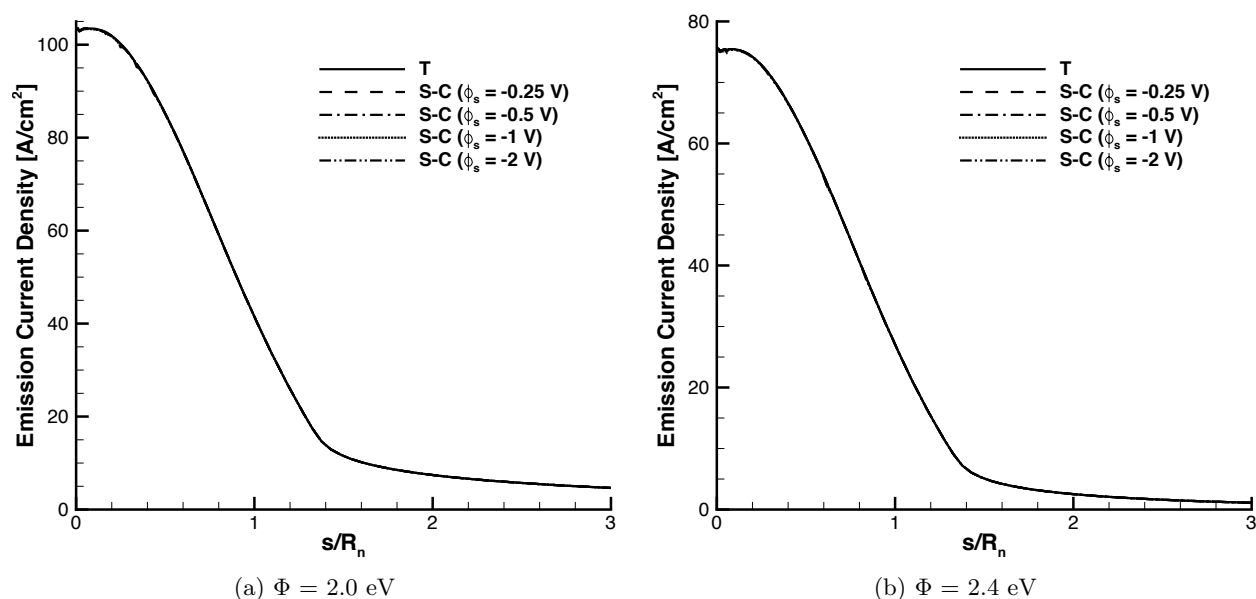 Emission Current Density [A/cm²]
100
80
60
40
20
0
T
S-C (ϕₛ = -0.25 V)
S-C (ϕₛ = -0.5 V)
S-C (ϕₛ = -1 V)
S-C (ϕₛ = -2 V)
0 1 2 3
s/Rₙ
(a) Φ = 2.0 eV
Emission Current Density [A/cm²]
80
60
40
20
0
T
S-C (ϕₛ = -0.25 V)
S-C (ϕₛ = -0.5 V)
S-C (ϕₛ = -1 V)
S-C (ϕₛ = -2 V)
0 1 2 3
s/Rₙ
(b) Φ = 2.4 eV